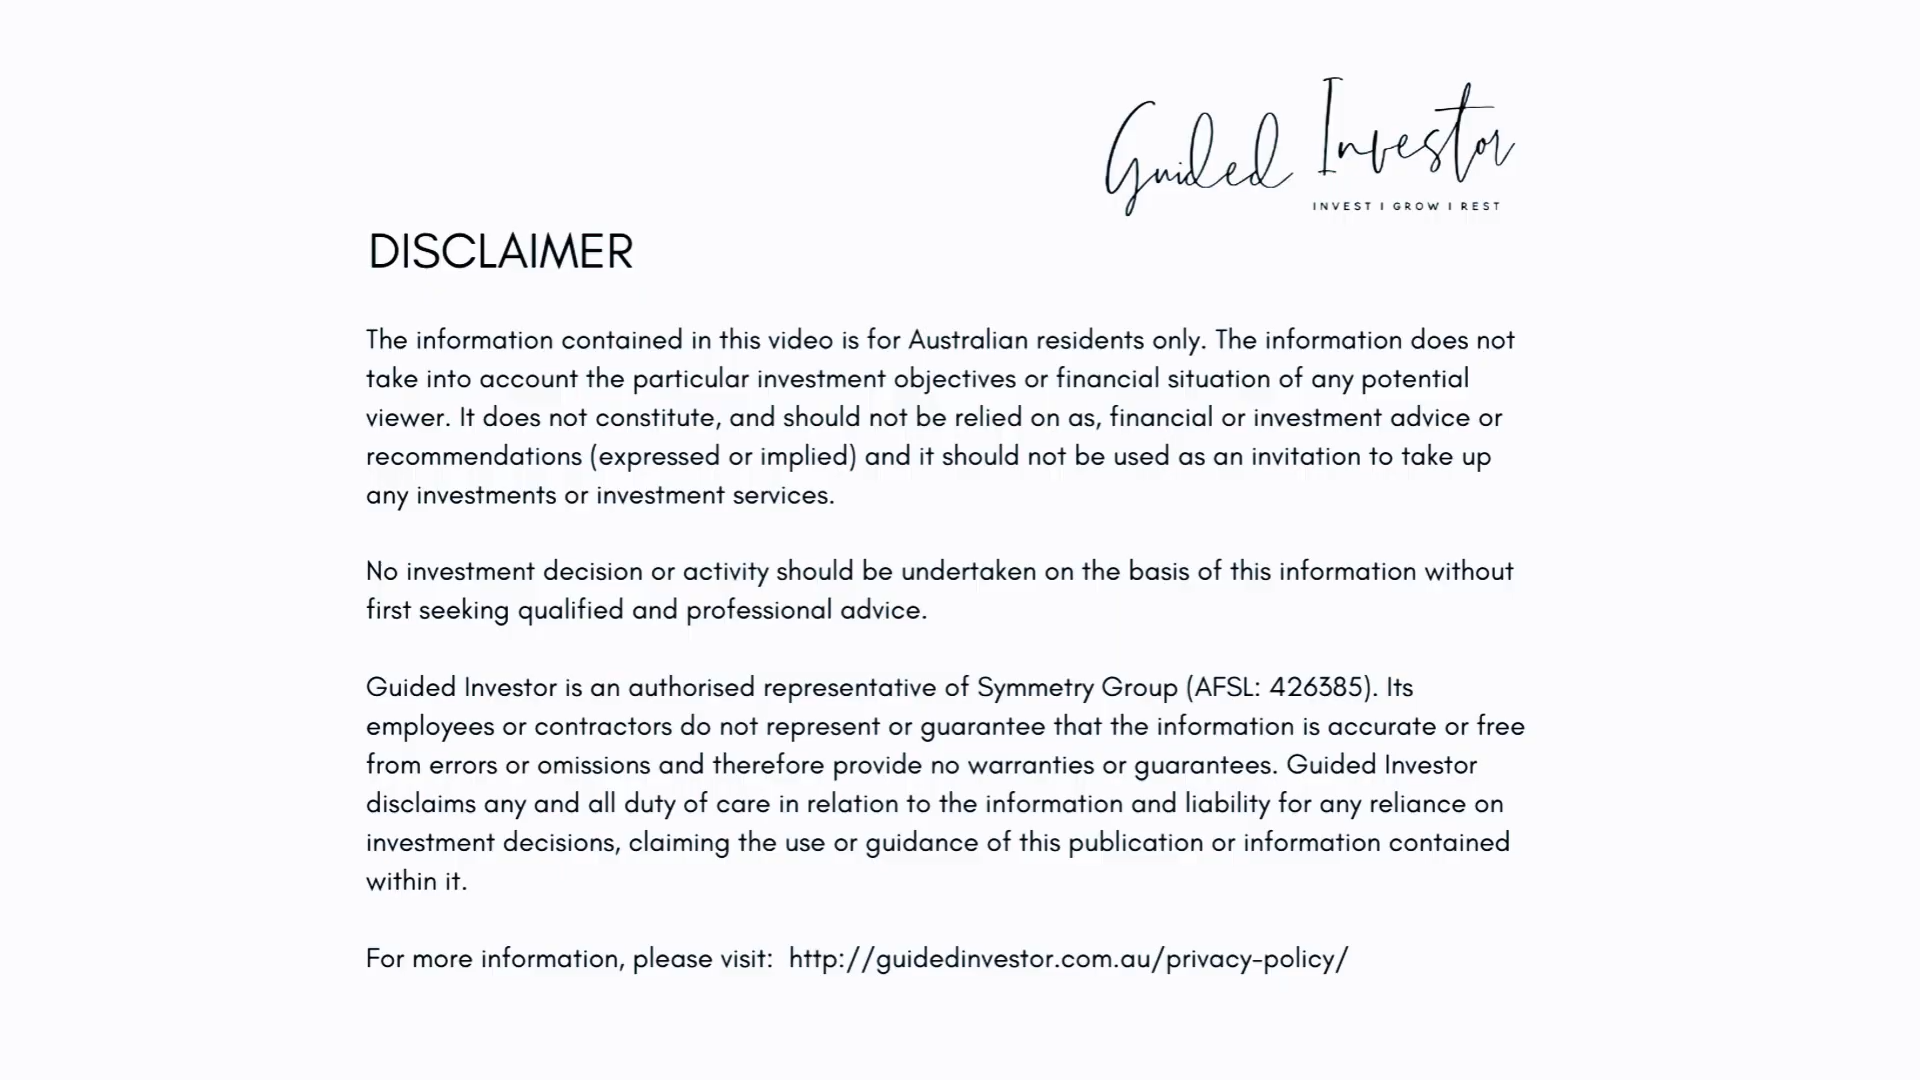 Guided Investor
INVEST | GROW | REST
DISCLAIMER
The information contained in this video is for Australian residents only. The information does not
take into account the particular investment objectives or financial situation of any potential
viewer. It does not constitute, and should not be relied on as, financial or investment advice or
recommendations (expressed or implied) and it should not be used as an invitation to take up
any investments or investment services.
No investment decision or activity should be undertaken on the basis of this information without
first seeking qualified and professional advice.
Guided Investor is an authorised representative of Symmetry Group (AFSL: 426385). Its
employees or contractors do not represent or guarantee that the information is accurate or free
from errors or omissions and therefore provide no warranties or guarantees. Guided Investor
disclaims any and all duty of care in relation to the information and liability for any reliance on
investment decisions, claiming the use or guidance of this publication or information contained
within it.
For more information, please visit: http://guidedinvestor.com.au/privacy-policy/